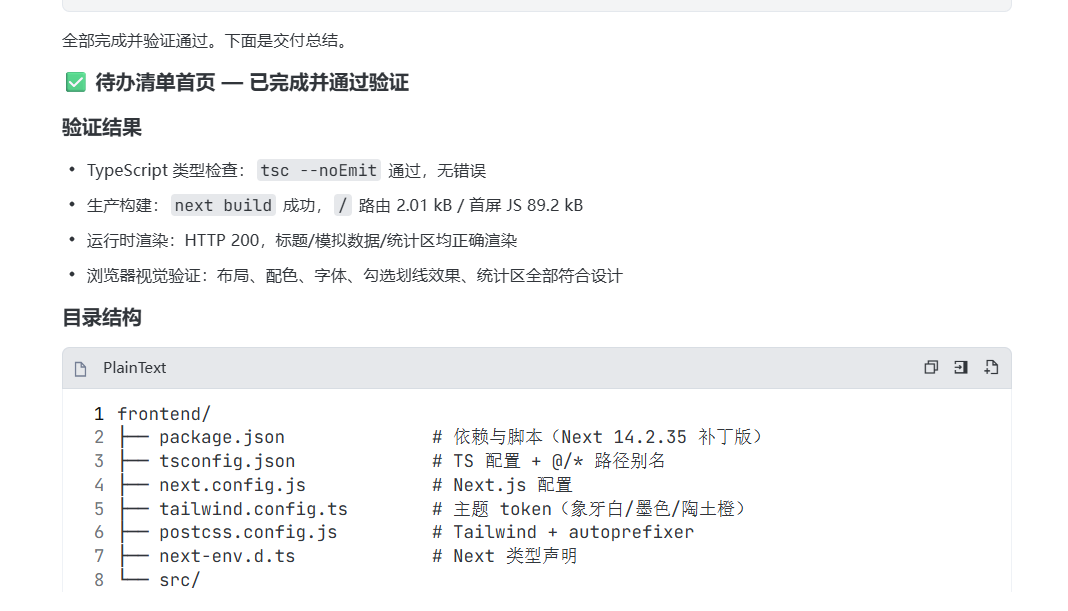 全部完成并验证通过。下面是交付总结。
✅ 待办清单首页 — 已完成并通过验证
验证结果
• TypeScript 类型检查： tsc --noEmit 通过，无错误
• 生产构建： next build 成功， / 路由 2.01 kB / 首屏 JS 89.2 kB
• 运行时渲染：HTTP 200，标题/模拟数据/统计区均正确渲染
• 浏览器视觉验证：布局、配色、字体、勾选划线效果、统计区全部符合设计
目录结构
PlainText
1 frontend/
2 ├── package.json # 依赖与脚本（Next 14.2.35 补丁版）
3 ├── tsconfig.json # TS 配置 + @/* 路径别名
4 ├── next.config.js # Next.js 配置
5 ├── tailwind.config.ts # 主题 token（象牙白/墨色/陶土橙）
6 ├── postcss.config.js # Tailwind + autoprefixer
7 ├── next-env.d.ts # Next 类型声明
8 └── src/